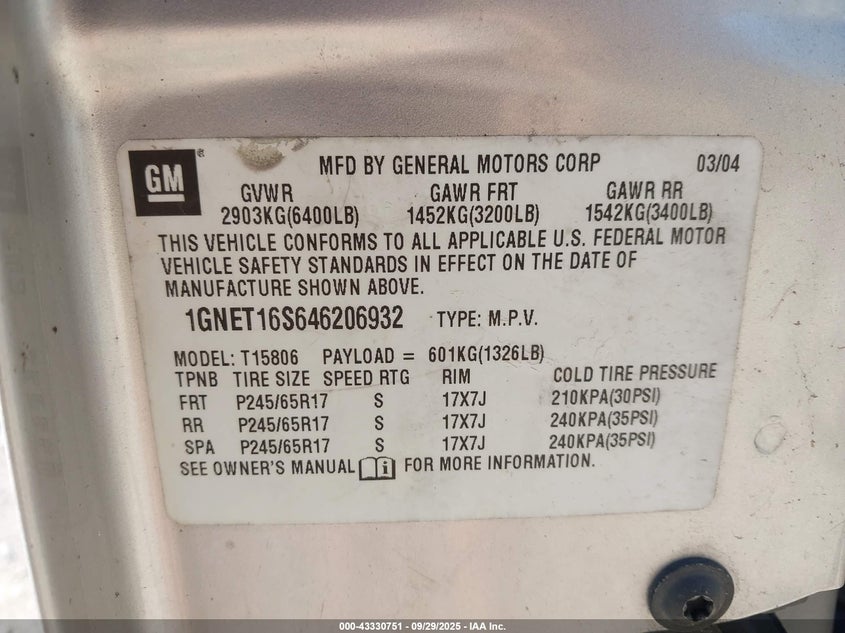 GM ® MFD BY GENERAL MOTORS CORP 03/04
GVWR GAWR FRT GAWR RR
2903KG(6400LB) 1452KG(3200LB) 1542KG(3400LB)
THIS VEHICLE CONFORMS TO ALL APPLICABLE U.S. FEDERAL MOTOR
VEHICLE SAFETY STANDARDS IN EFFECT ON THE DATE OF
MANUFACTURE SHOWN ABOVE.
1GNET16S646206932 TYPE: M.P.V.
MODEL: T15806 PAYLOAD = 601KG(1326LB)
TPNB TIRE SIZE SPEED RTG RIM COLD TIRE PRESSURE
FRT P245/65R17 S 17X7J 210KPA(30PSI)
RR P245/65R17 S 17X7J 240KPA(35PSI)
SPA P245/65R17 S 17X7J 240KPA(35PSI)
SEE OWNER'S MANUAL i FOR MORE INFORMATION.
000-43330751 - 09/29/2025 - IAA Inc.